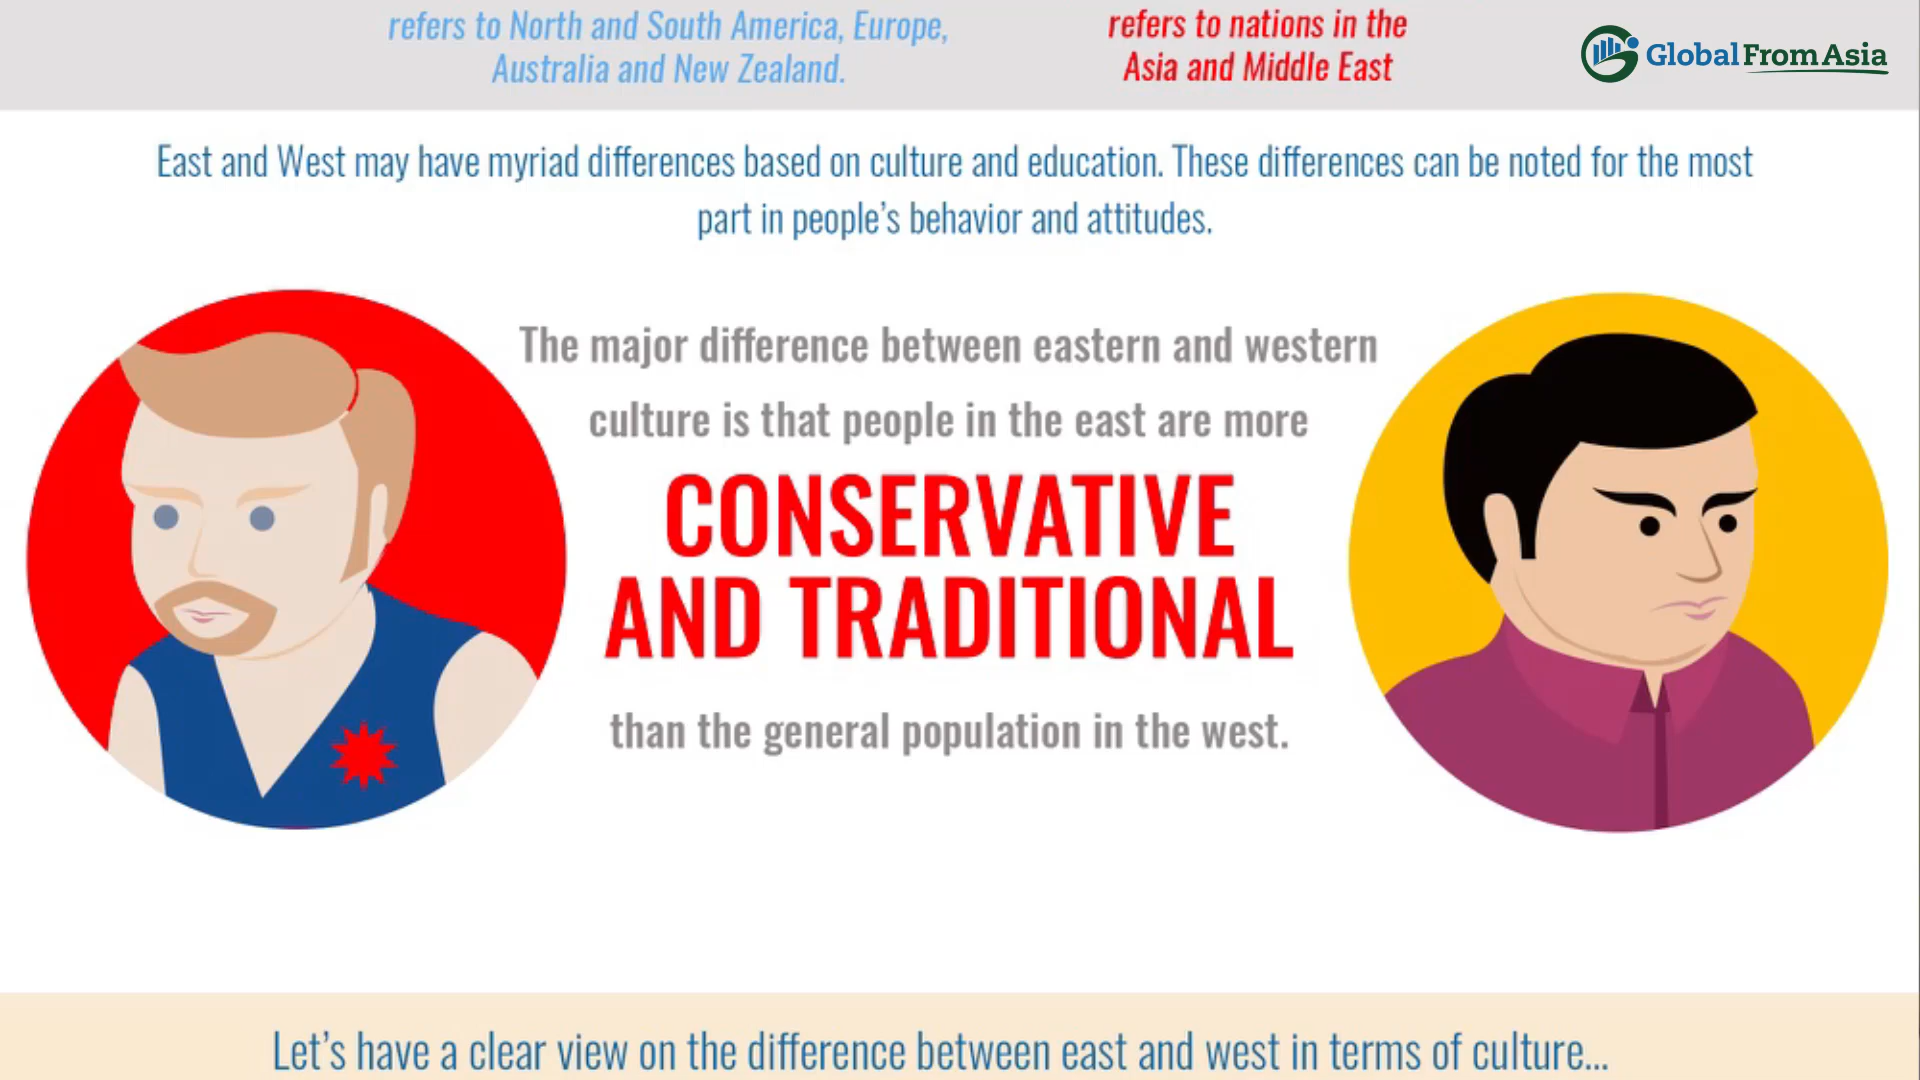 refers to North and South America, Europe,
Australia and New Zealand.
refers to nations in the
Asia and Middle East
Global From Asia
East and West may have myriad differences based on culture and education. These differences can be noted for the most
part in people's behavior and attitudes.
The major difference between eastern and western
culture is that people in the east are more
CONSERVATIVE
AND TRADITIONAL
than the general population in the west.
Let's have a clear view on the difference between east and west in terms of culture...